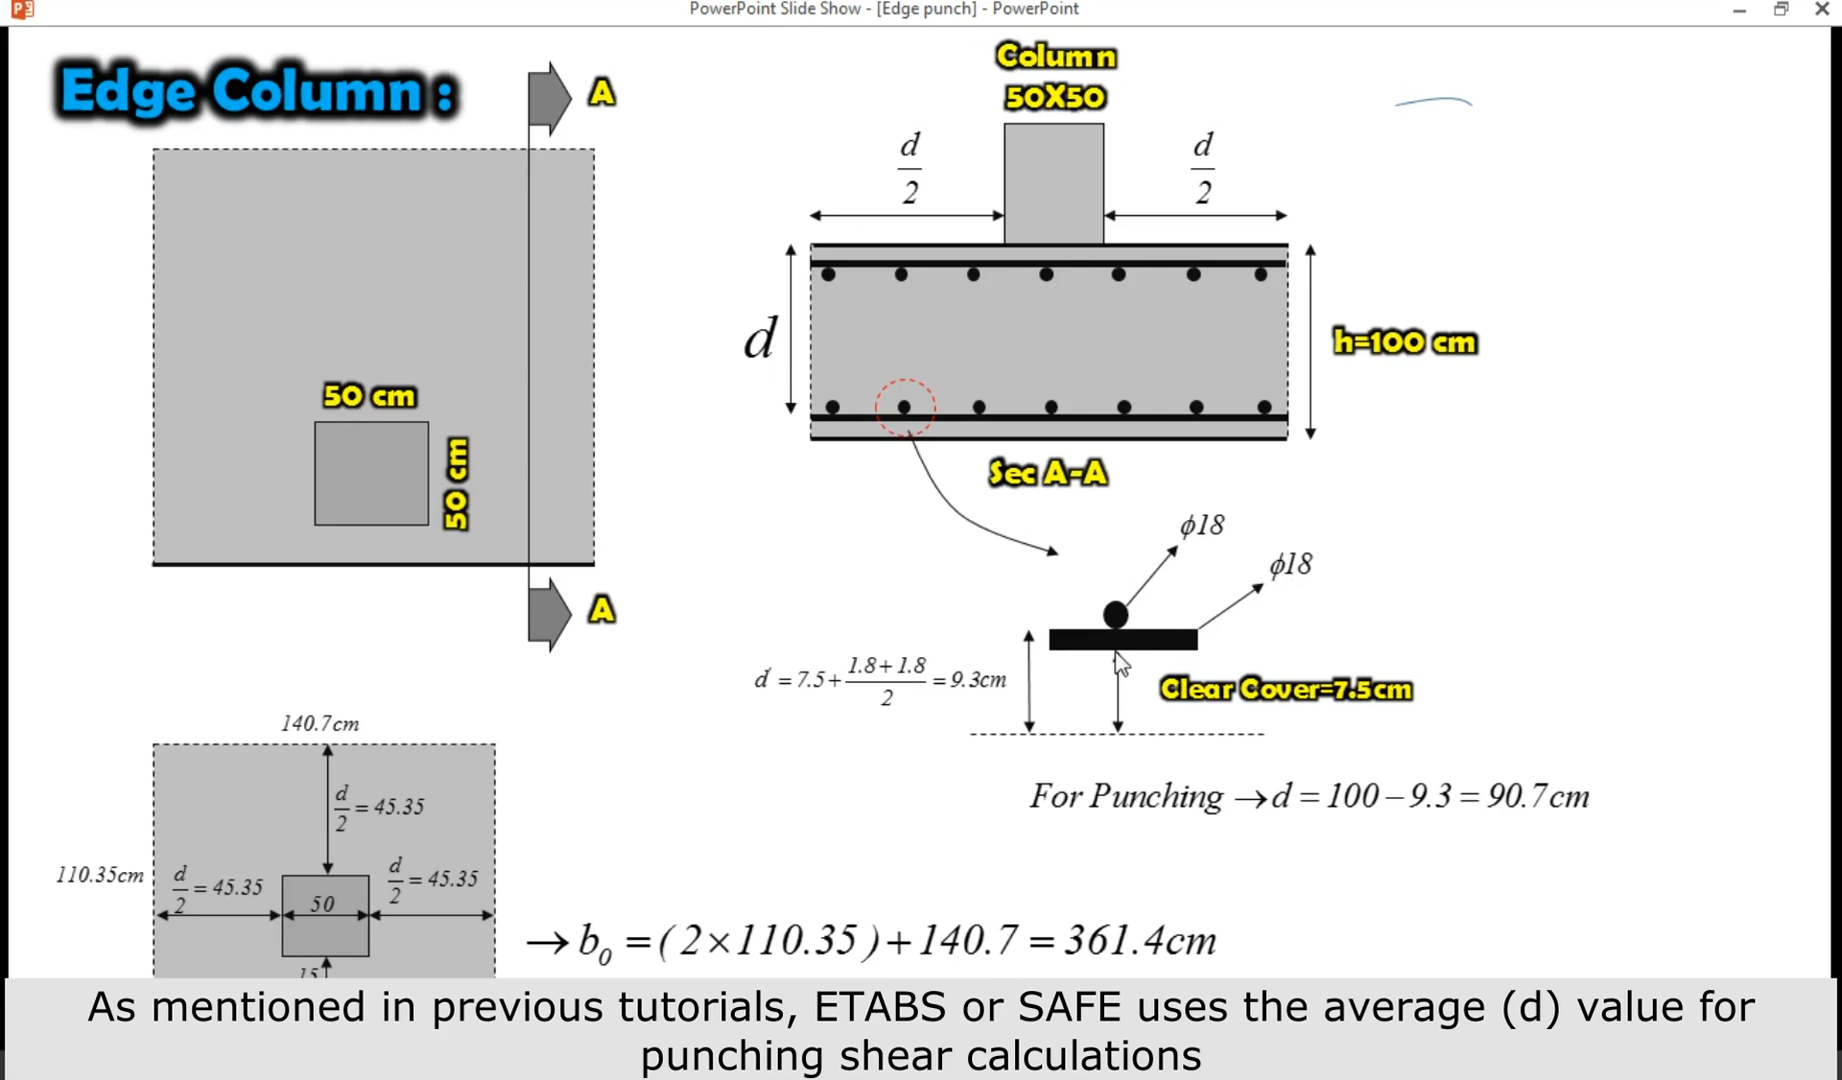 PowerPoint Slide Show - [Edge punch] - PowerPoint
Edge Column :
A
50 cm
50 cm
A
Column
50X50
d/2
d/2
d
h=100 cm
Sec A-A
ϕ18
ϕ18
d' = 7.5 + (1.8+1.8)/2 = 9.3cm
Clear Cover=7.5cm
For Punching → d = 100 – 9.3 = 90.7cm
140.7cm
d/2 = 45.35
110.35cm
d/2 = 45.35
d/2 = 45.35
50
15
→ b₀ = (2×110.35)+140.7 = 361.4cm
As mentioned in previous tutorials, ETABS or SAFE uses the average (d) value for
punching shear calculations